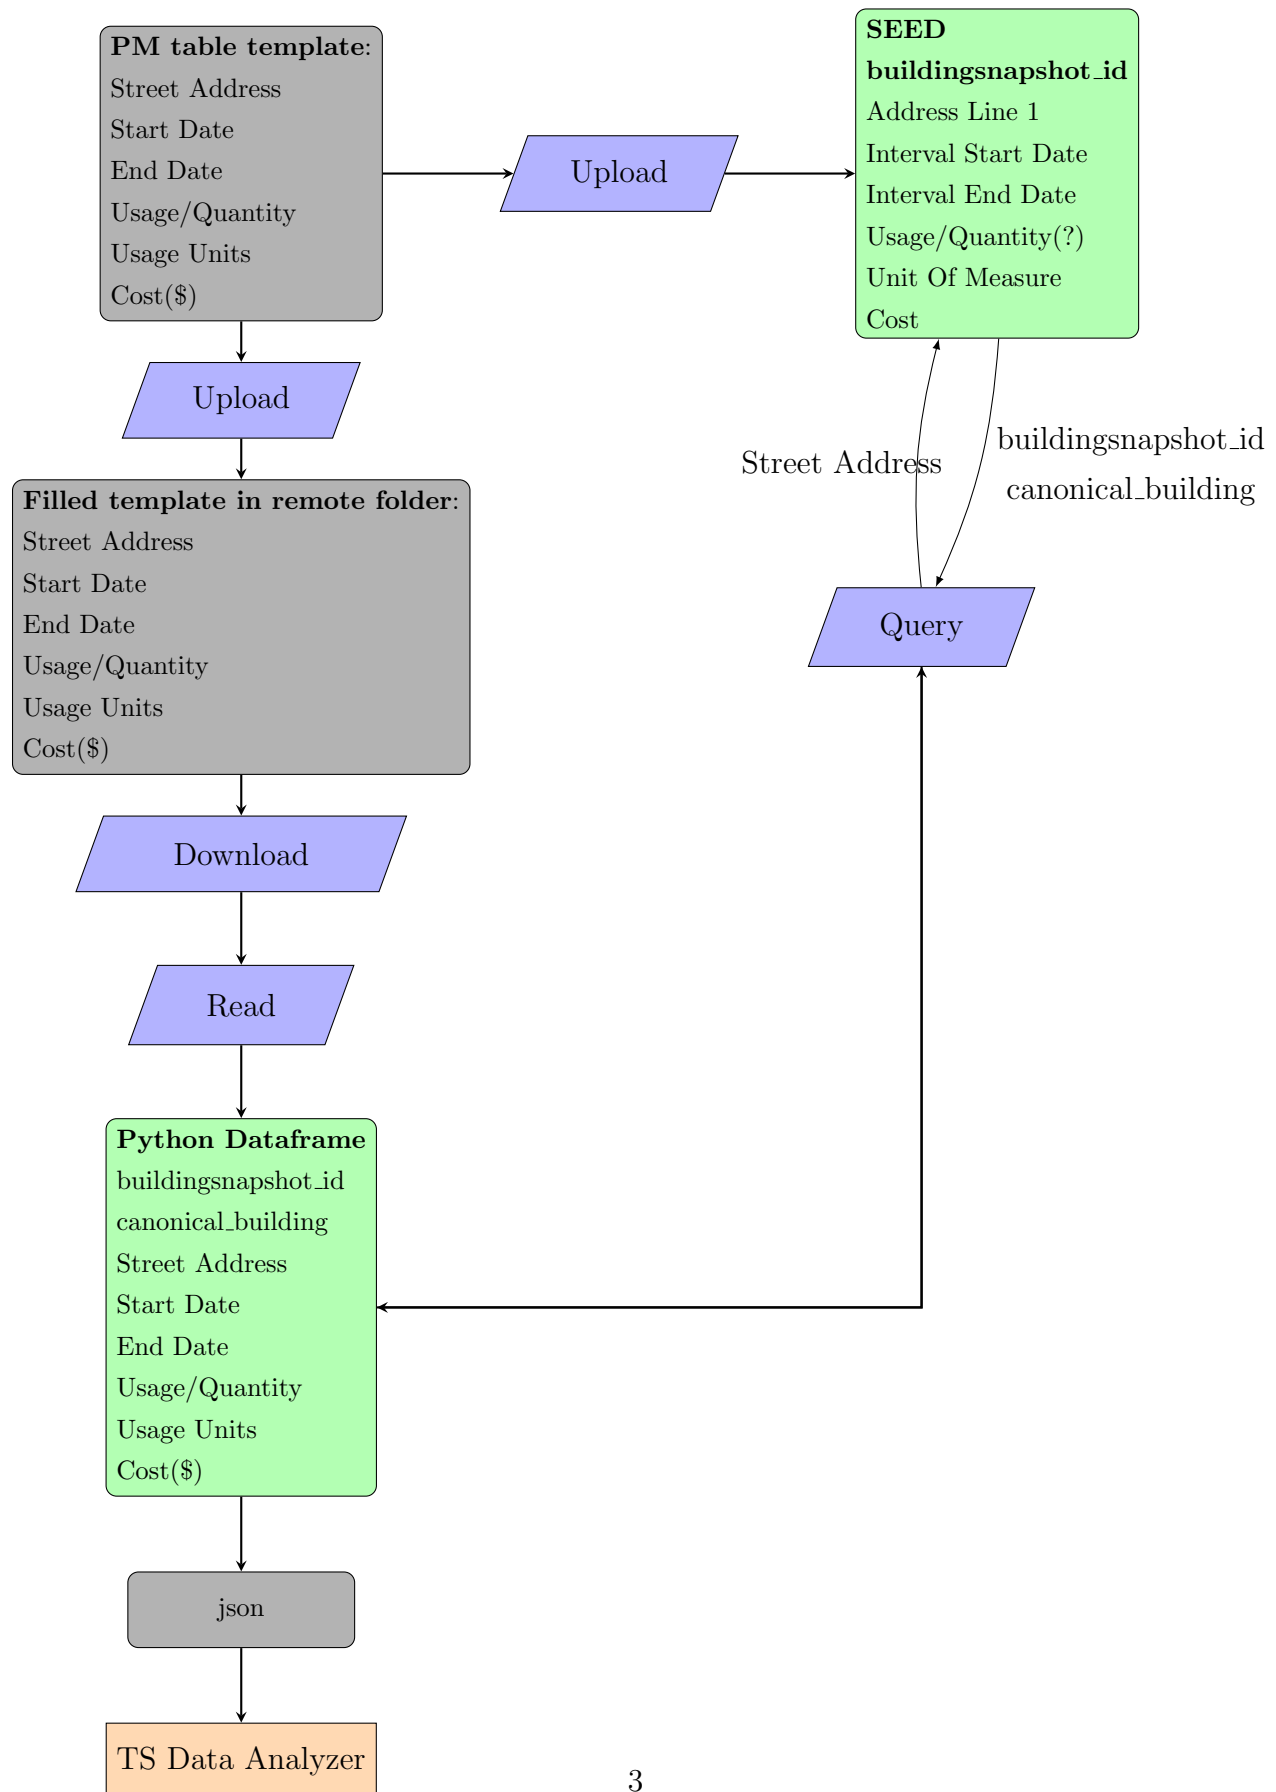 PM table template:
Street Address
Start Date
End Date
Usage/Quantity
Usage Units
Cost($)
Upload
SEED
buildingsnapshot_id
Address Line 1
Interval Start Date
Interval End Date
Usage/Quantity(?)
Unit Of Measure
Cost
Upload
Street Address
buildingsnapshot_id
canonical_building
Filled template in remote folder:
Street Address
Start Date
End Date
Usage/Quantity
Usage Units
Cost($)
Query
Download
Read
Python Dataframe
buildingsnapshot_id
canonical_building
Street Address
Start Date
End Date
Usage/Quantity
Usage Units
Cost($)
json
TS Data Analyzer
3